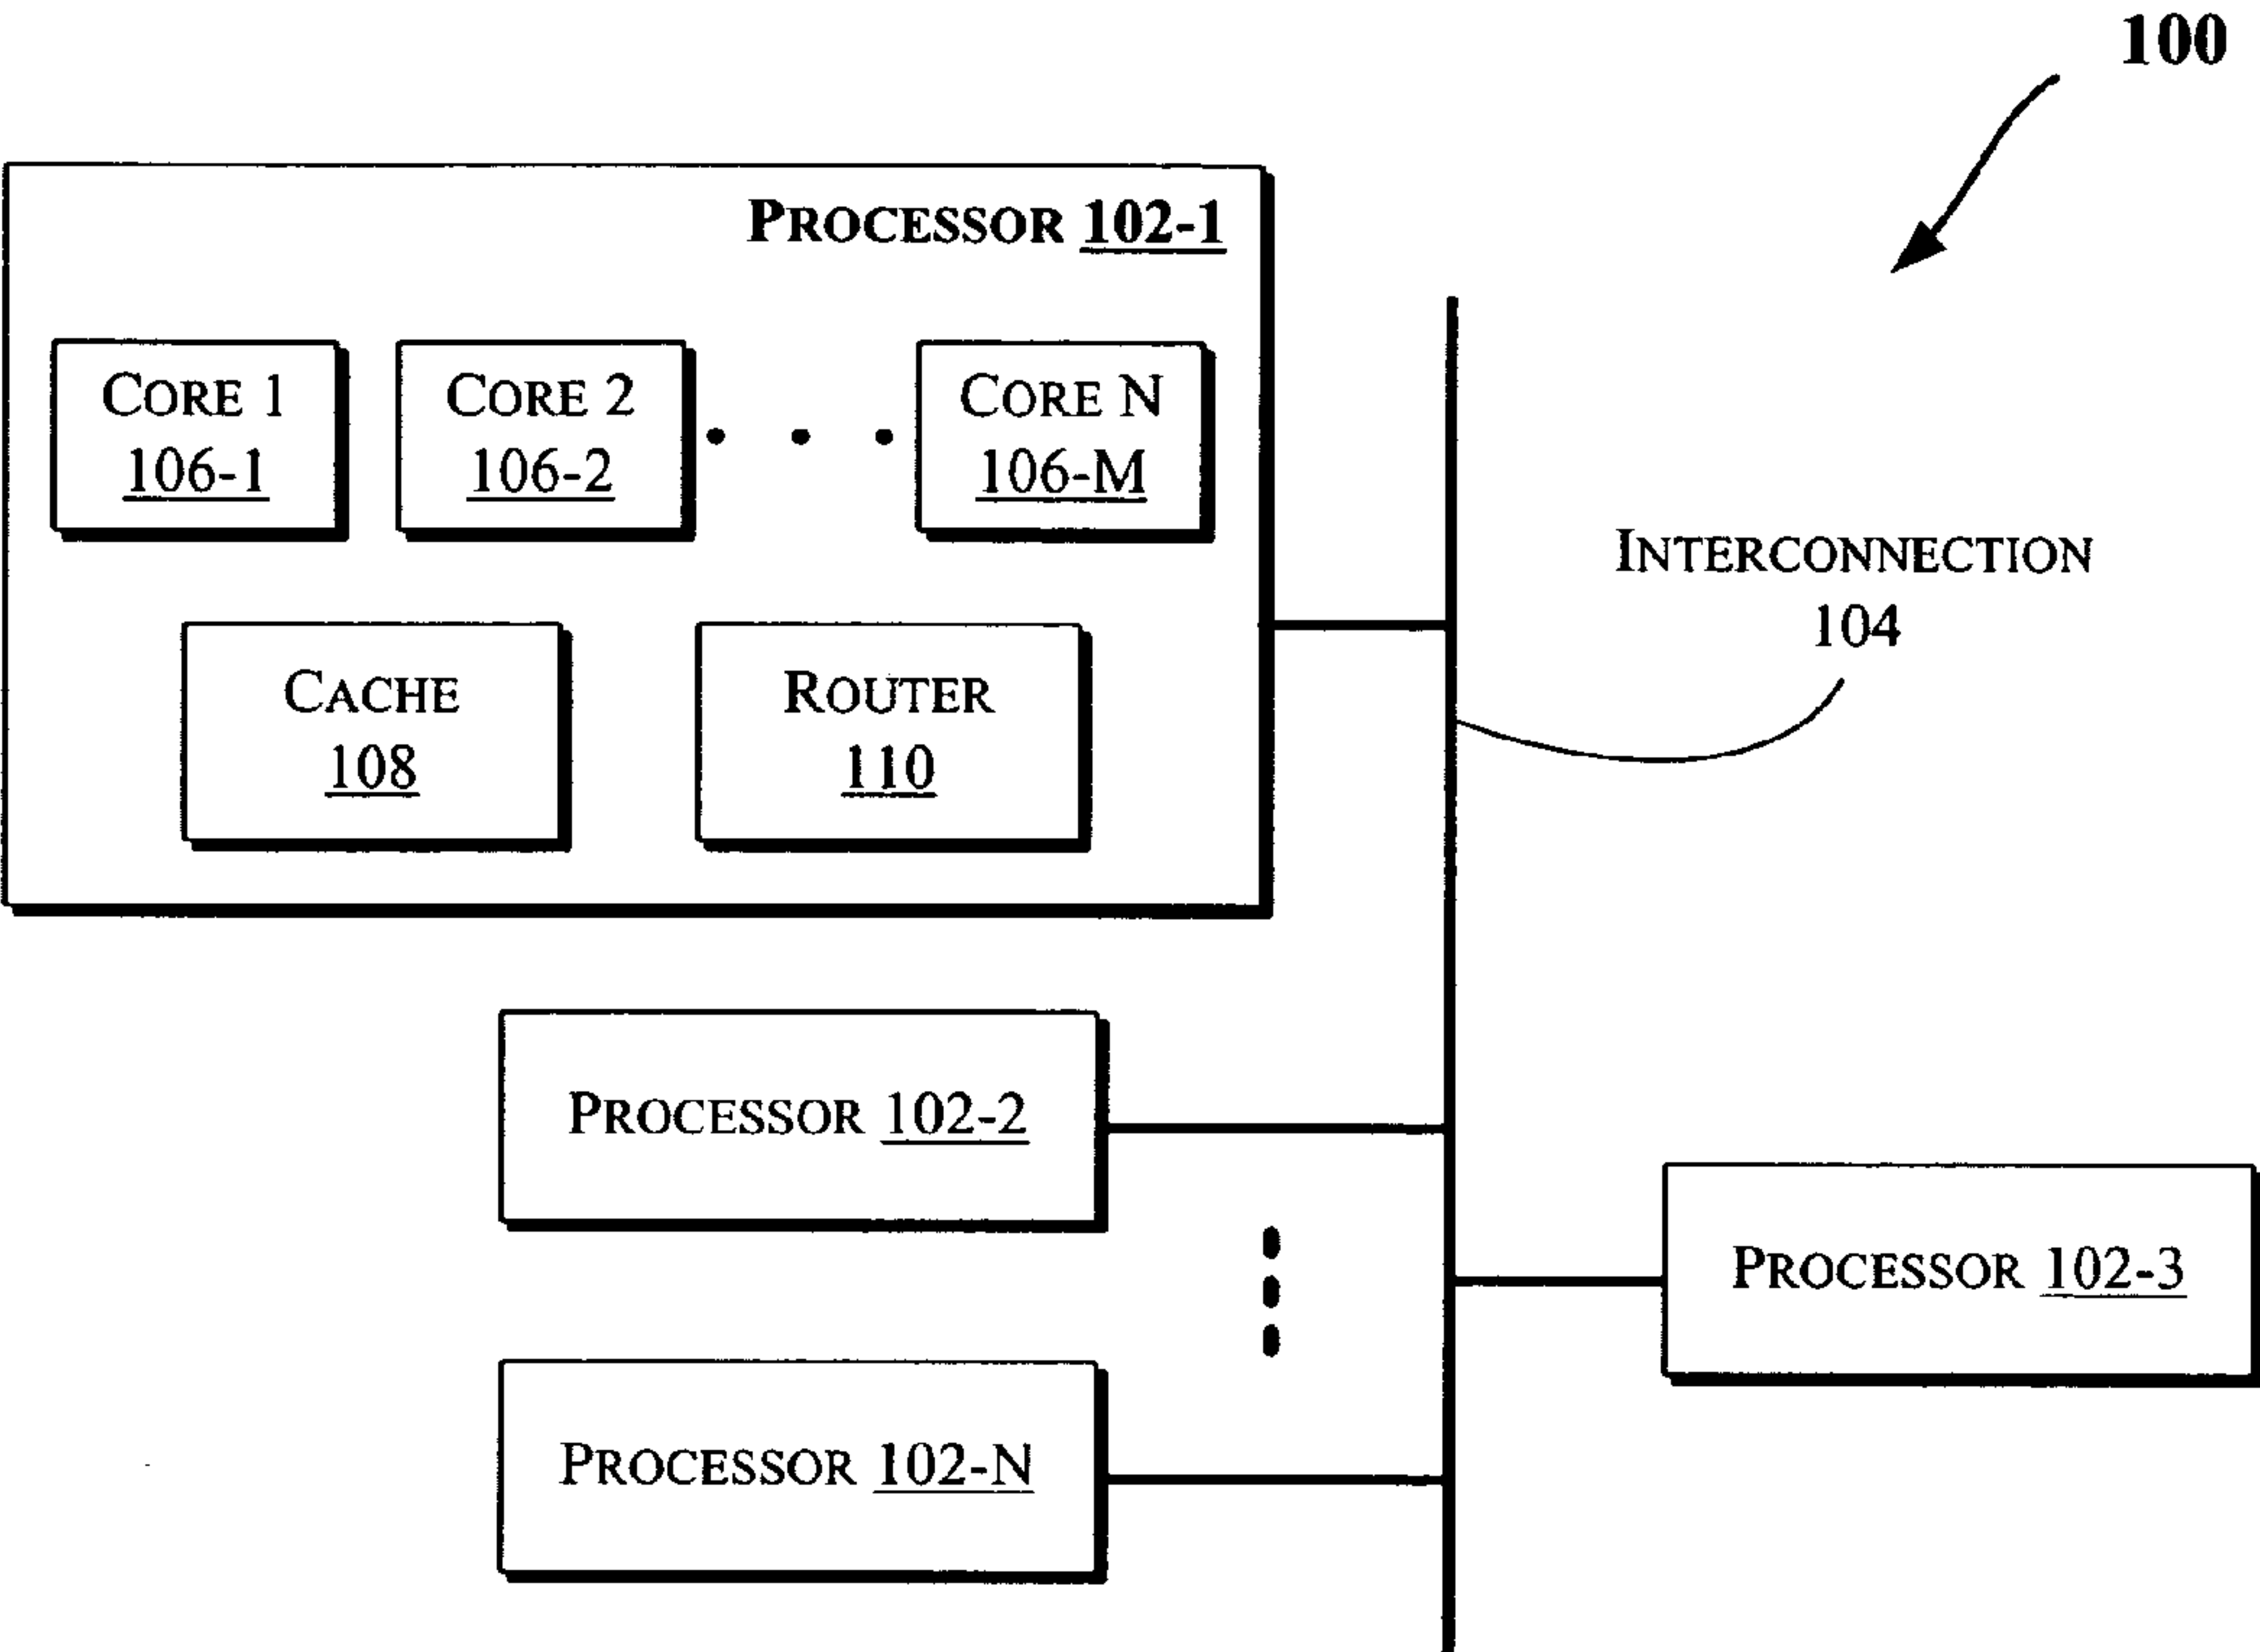 100
PROCESSOR 102-1
CORE 1
106-1
CORE 2
106-2
CORE N
106-M
INTERCONNECTION
104
CACHE
108
ROUTER
110
PROCESSOR 102-2
PROCESSOR 102-3
PROCESSOR 102-N